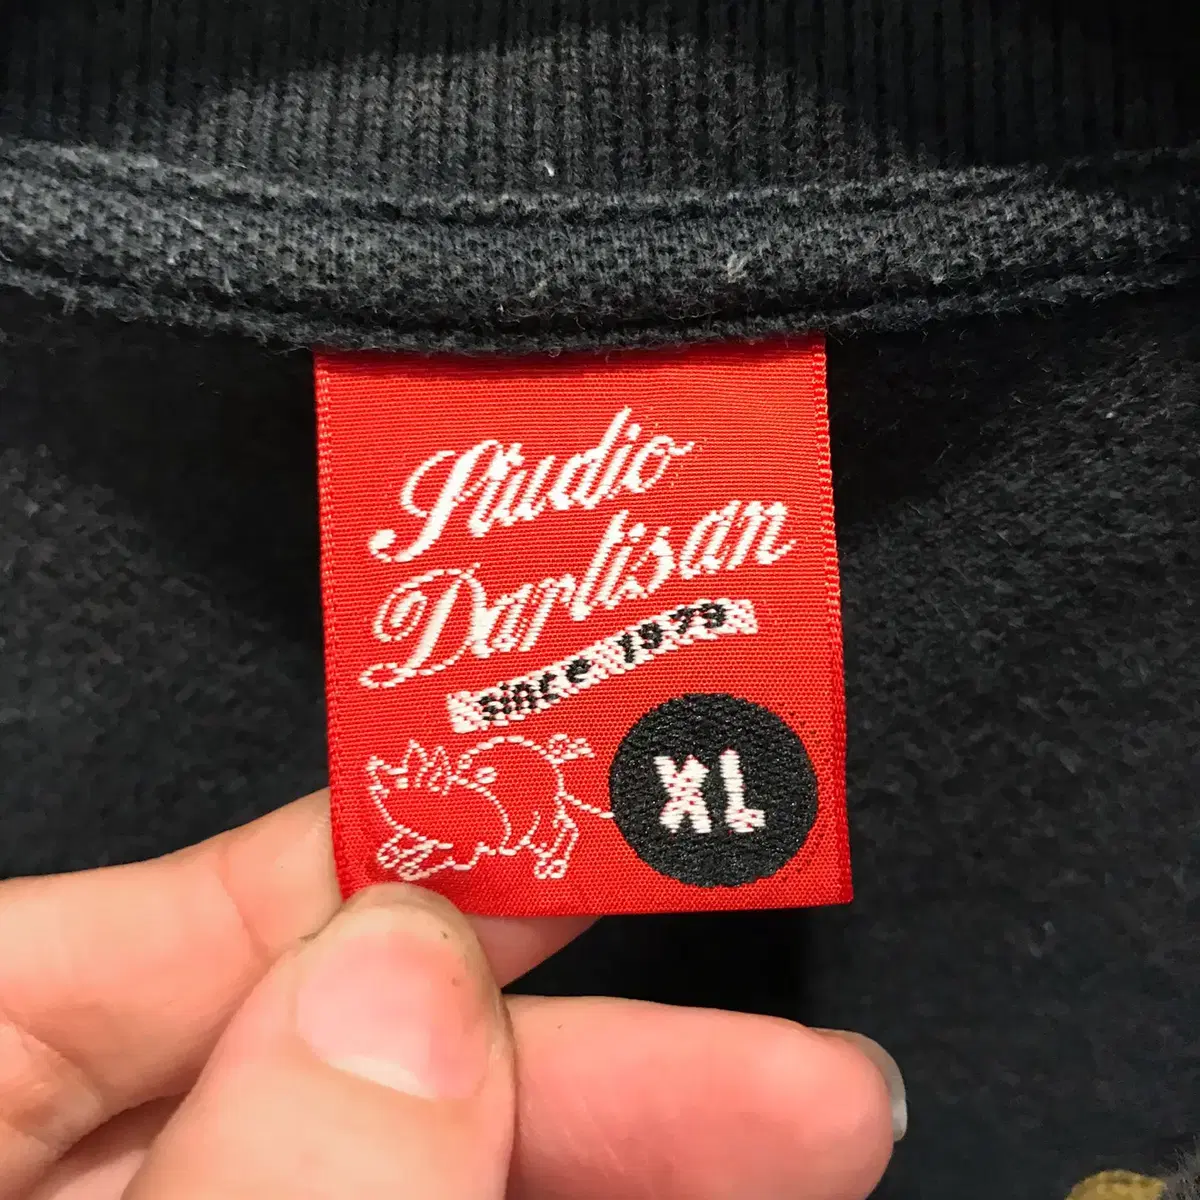 Studio
Dartisan
since 1979
XL